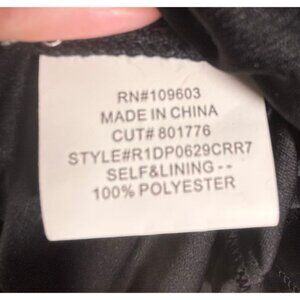 RN#109603
MADE IN CHINA
CUT# 801776
STYLE#R1DP0629CRR7
SELF&LINING--
100% POLYESTER